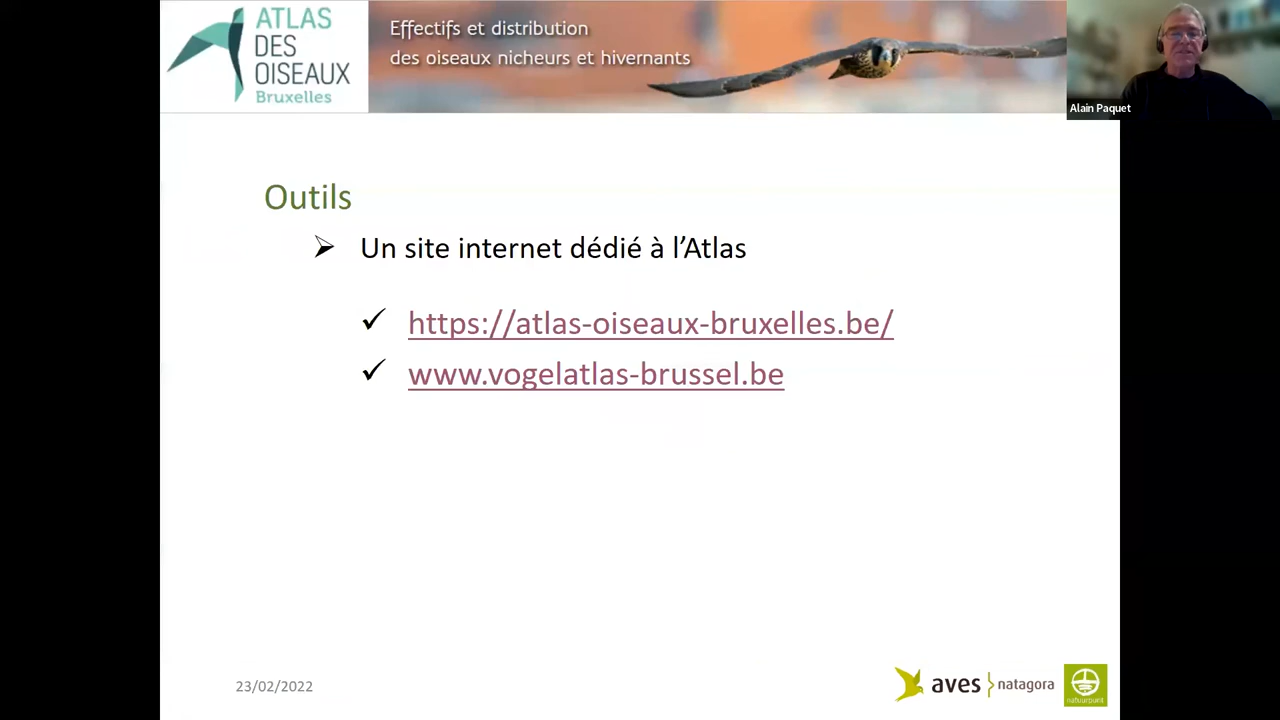 ATLAS
DES
OISEAUX
Bruxelles
Effectifs et distribution
des oiseaux nicheurs et hivernants
Alain Paquet
Outils
Un site internet dédié à l’Atlas
https://atlas-oiseaux-bruxelles.be/
www.vogelatlas-brussel.be
23/02/2022
aves natagora
natuurpunt